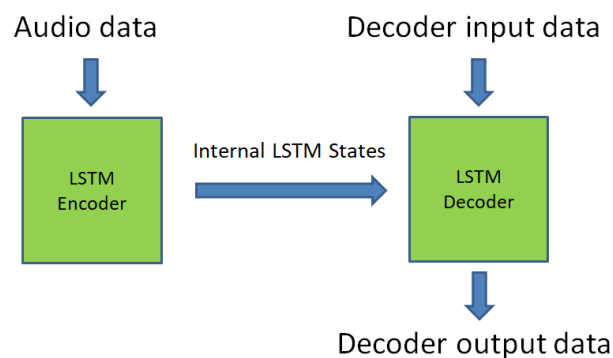 Audio data
Decoder input data
Internal LSTM States
LSTM
Encoder
LSTM
Decoder
Decoder output data